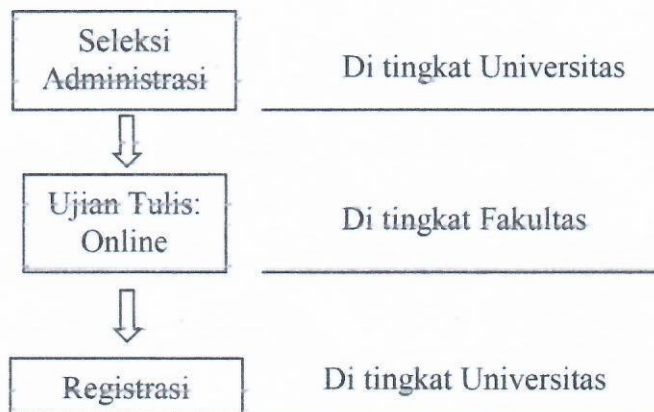 Seleksi
Administrasi
Di tingkat Universitas
Ujian Tulis:
Online
Di tingkat Fakultas
Registrasi
Di tingkat Universitas